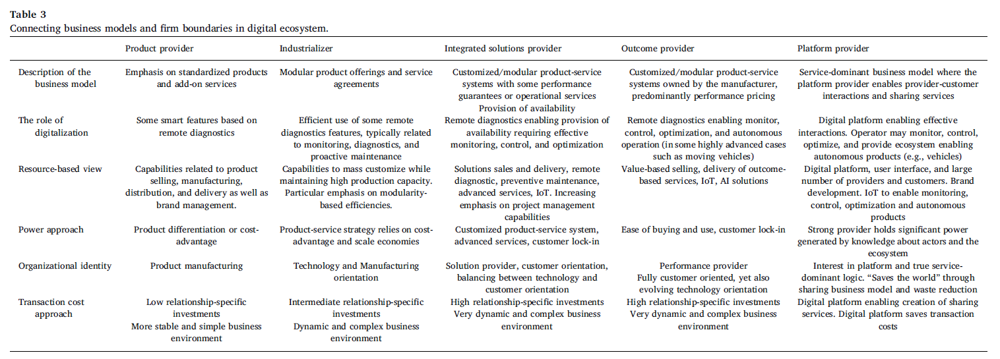 Table 3
Connecting business models and firm boundaries in digital ecosystem.
Product provider
Industrializer
Integrated solutions provider
Outcome provider
Platform provider
Description of the
business model
Emphasis on standardized products
and add-on services
Modular product offerings and service
agreements
Customized/modular product-service
systems with some performance
guarantees or operational services
Provision of availability
Customized/modular product-service
systems owned by the manufacturer,
predominantly performance pricing
Service-dominant business model where the
platform provider enables provider-customer
interactions and sharing services
The role of
digitalization
Some smart features based on
remote diagnostics
Efficient use of some remote
diagnostics features, typically related
to monitoring, diagnostics, and
proactive maintenance
Remote diagnostics enabling provision of
availability requiring effective
monitoring, control, and optimization
Remote diagnostics enabling monitor,
control, optimization, and autonomous
operation (in some highly advanced cases
such as moving vehicles)
Digital platform enabling effective
interactions. Operator may monitor, control,
optimize, and provide ecosystem enabling
autonomous products (e.g., vehicles)
Resource-based view
Capabilities related to product
selling, manufacturing,
distribution, and delivery as well as
brand management.
Capabilities to mass customize while
maintaining high production capacity.
Particular emphasis on modularity-
based efficiencies.
Solutions sales and delivery, remote
diagnostic, preventive maintenance,
advanced services, IoT. Increasing
emphasis on project management
capabilities
Value-based selling, delivery of outcome-
based services, IoT, AI solutions
Digital platform, user interface, and large
number of providers and customers. Brand
development. IoT to enable monitoring,
control, optimization and autonomous
products
Power approach
Product differentiation or cost-
advantage
Product-service strategy relies on cost-
advantage and scale economies
Customized product-service system,
advanced services, customer lock-in
Ease of buying and use, customer lock-in
Strong provider holds significant power
generated by knowledge about actors and the
ecosystem
Organizational identity
Product manufacturing
Technology and Manufacturing
orientation
Solution provider, customer orientation,
balancing between technology and
customer orientation
Performance provider
Fully customer oriented, yet also
evolving technology orientation
Interest in platform and true service-
dominant logic. “Saves the world” through
sharing business model and waste reduction
Transaction cost
approach
Low relationship-specific
investments
More stable and simple business
environment
Intermediate relationship-specific
investments
Dynamic and complex business
environment
High relationship-specific investments
Very dynamic and complex business
environment
High relationship-specific investments
Very dynamic and complex business
environment
Digital platform enabling creation of sharing
services. Digital platform saves transaction
costs